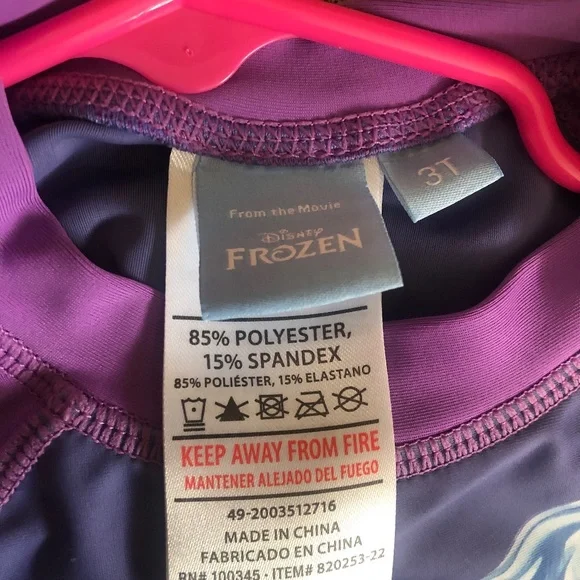 3T
From the Movie
Disney
FROZEN
85% POLYESTER,
15% SPANDEX
85% POLIÉSTER, 15% ELASTANO
KEEP AWAY FROM FIRE
MANTENER ALEJADO DEL FUEGO
49-2003512716
MADE IN CHINA
FABRICADO EN CHINA
RN# 100345 • ITEM# 820253-22